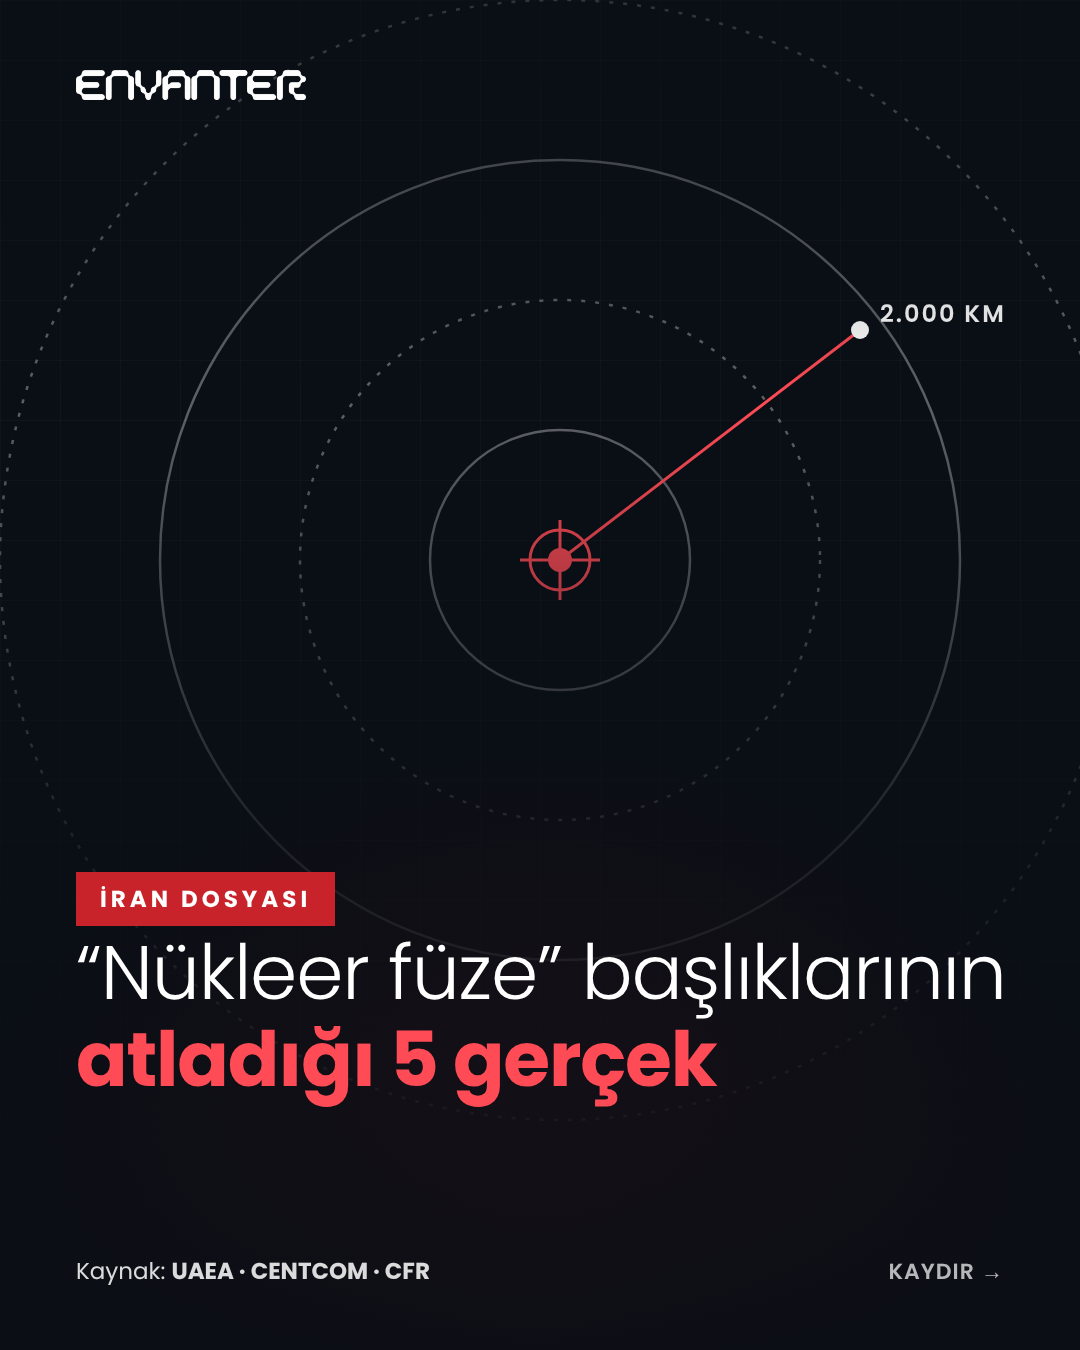 ENVANTER
2.000 KM
İRAN DOSYASI
“Nükleer füze” başlıklarının
atladığı 5 gerçek
Kaynak: UAEA · CENTCOM · CFR
KAYDIR →